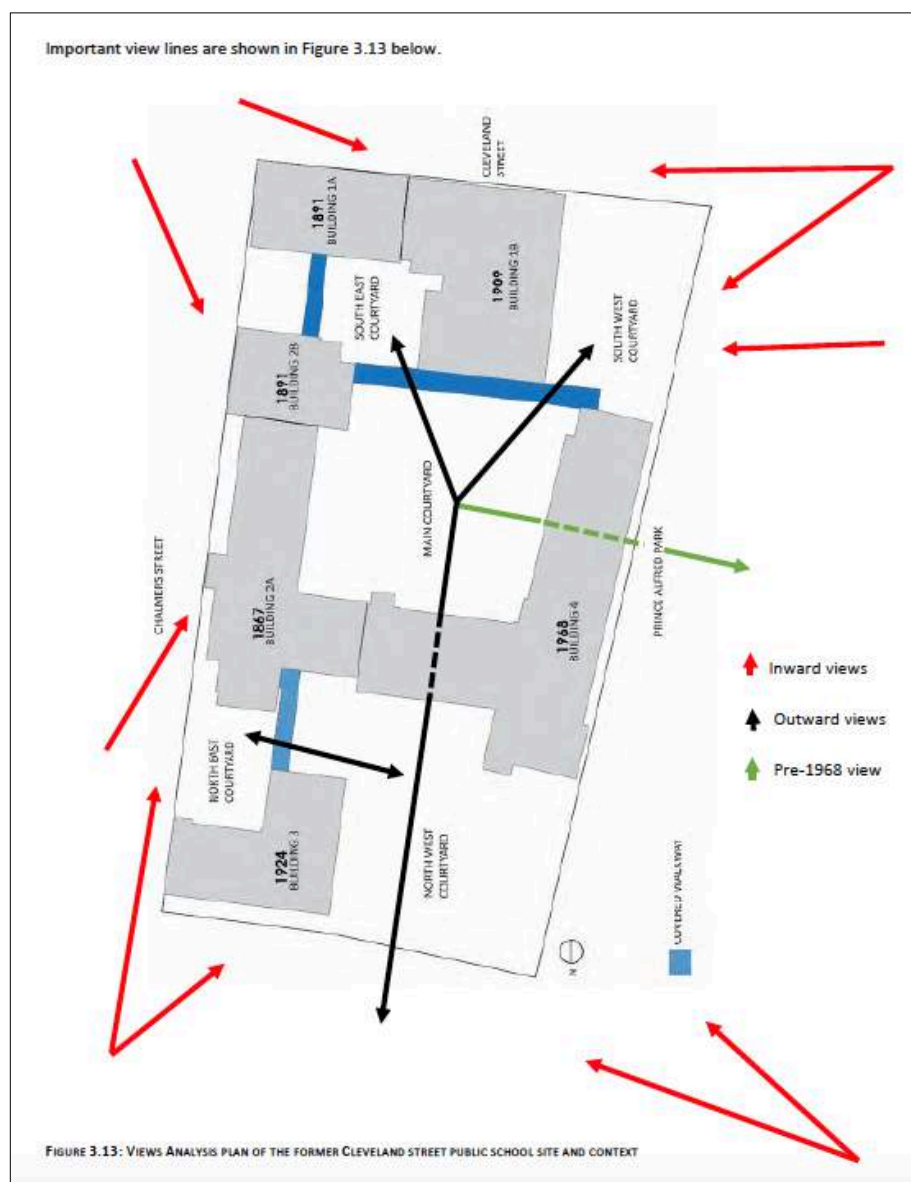 Important view lines are shown in Figure 3.13 below.
CLEVELAND
STREET
1891
BUILDING 1A
1909
BUILDING 1B
SOUTH EAST
COURTYARD
SOUTH WEST
COURTYARD
1891
BUILDING 2B
MAIN COURTYARD
CHALMERS STREET
1867
BUILDING 2A
1968
BUILDING 4
PRINCE ALFRED PARK
Inward views
Outward views
Pre-1968 view
NORTH EAST
COURTYARD
1924
BUILDING 3
NORTH WEST
COURTYARD
COVERED WALKWAY
N
FIGURE 3.13: VIEWS ANALYSIS PLAN OF THE FORMER CLEVELAND STREET PUBLIC SCHOOL SITE AND CONTEXT